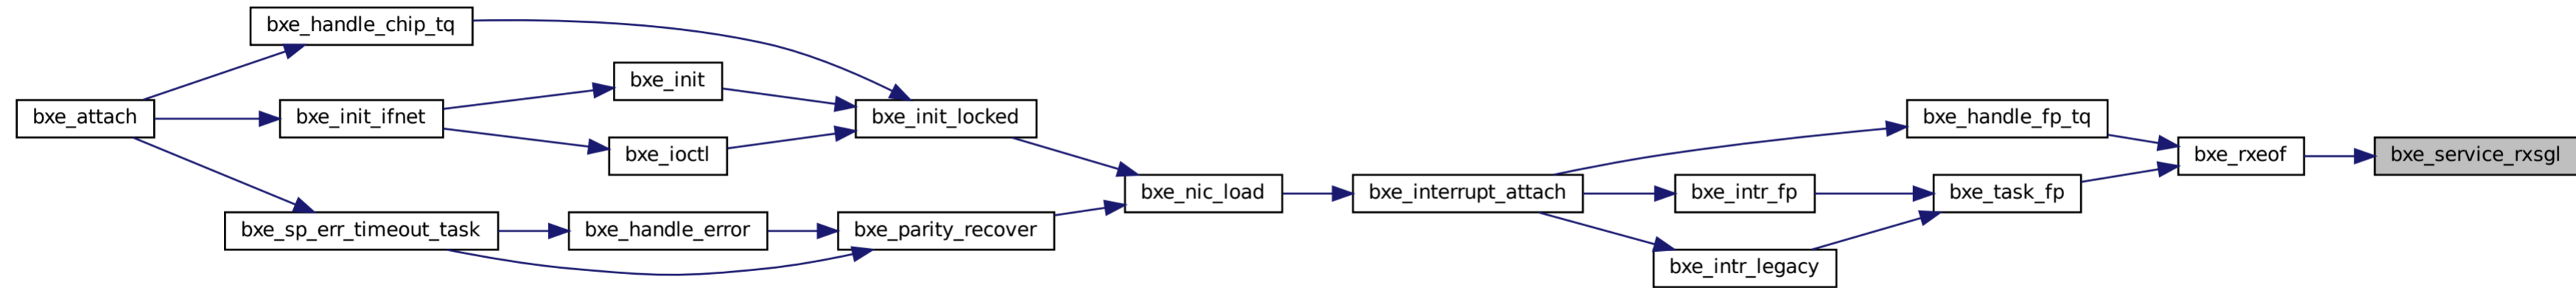 bxe_handle_chip_tq
bxe_init
bxe_attach
bxe_init_ifnet
bxe_init_locked
bxe_handle_fp_tq
bxe_ioctl
bxe_rxeof
bxe_service_rxsgl
bxe_nic_load
bxe_interrupt_attach
bxe_intr_fp
bxe_task_fp
bxe_sp_err_timeout_task
bxe_handle_error
bxe_parity_recover
bxe_intr_legacy